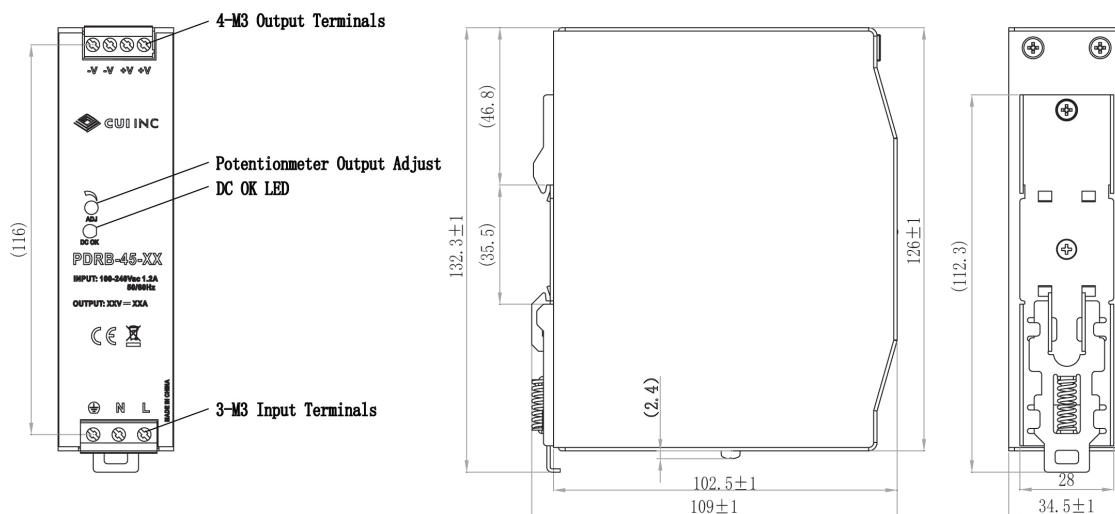 4-M3 Output Terminals
-V -V +V +V
CUI INC
Potentionmeter Output Adjust
DC OK LED
ADJ
DC OK
PDRB-45-XX
INPUT: 100-240Vac 1.2A
50/60Hz
OUTPUT: XXV⎓XXA
CE
MADE IN CHINA
N L
3-M3 Input Terminals
(116)
132.3±1
(46.8)
(35.5)
(2.4)
126±1
102.5±1
109±1
(112.3)
28
34.5±1